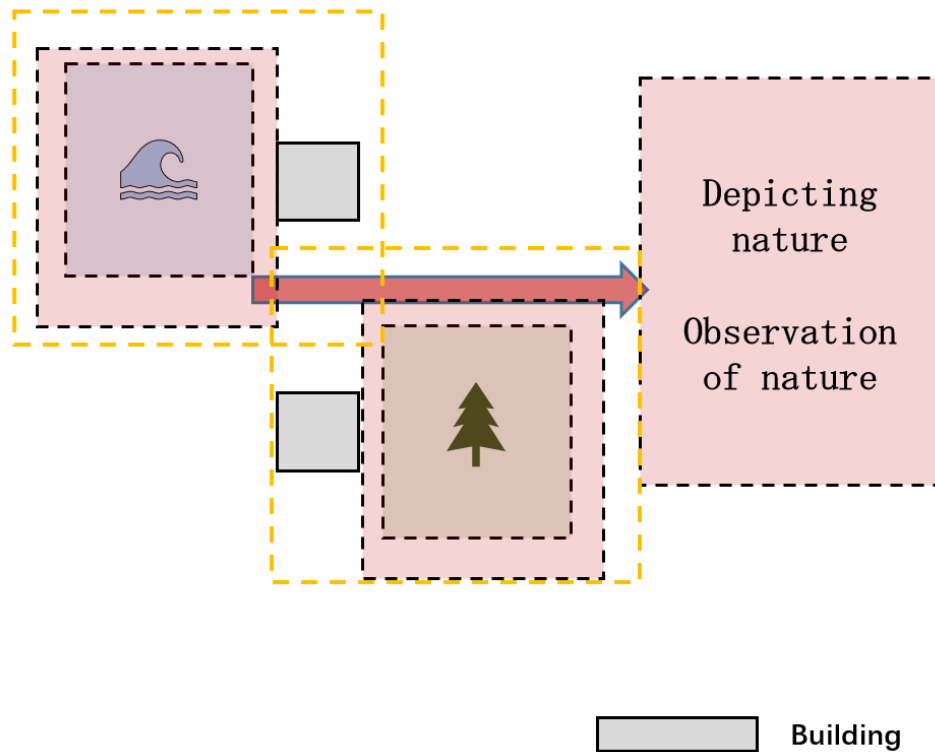 Depicting
nature
Observation
of nature
Building